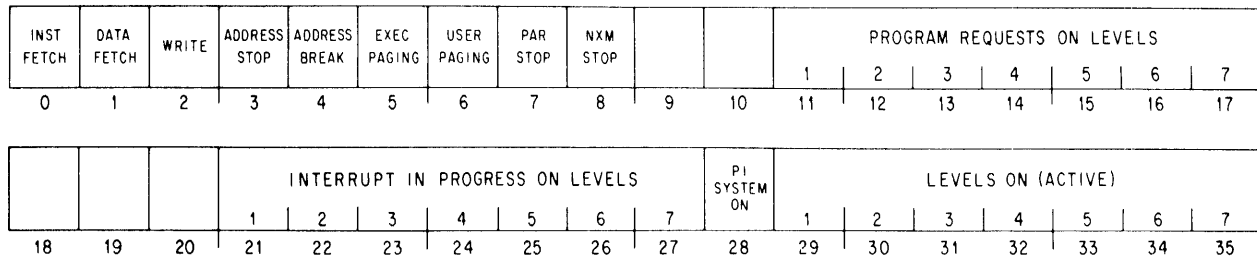 INST FETCH DATA FETCH WRITE ADDRESS STOP ADDRESS BREAK EXEC PAGING USER PAGING PAR STOP NXM STOP PROGRAM REQUESTS ON LEVELS
1 2 3 4 5 6 7
0 1 2 3 4 5 6 7 8 9 10 11 12 13 14 15 16 17
INTERRUPT IN PROGRESS ON LEVELS PI SYSTEM ON LEVELS ON (ACTIVE)
1 2 3 4 5 6 7 1 2 3 4 5 6 7
18 19 20 21 22 23 24 25 26 27 28 29 30 31 32 33 34 35